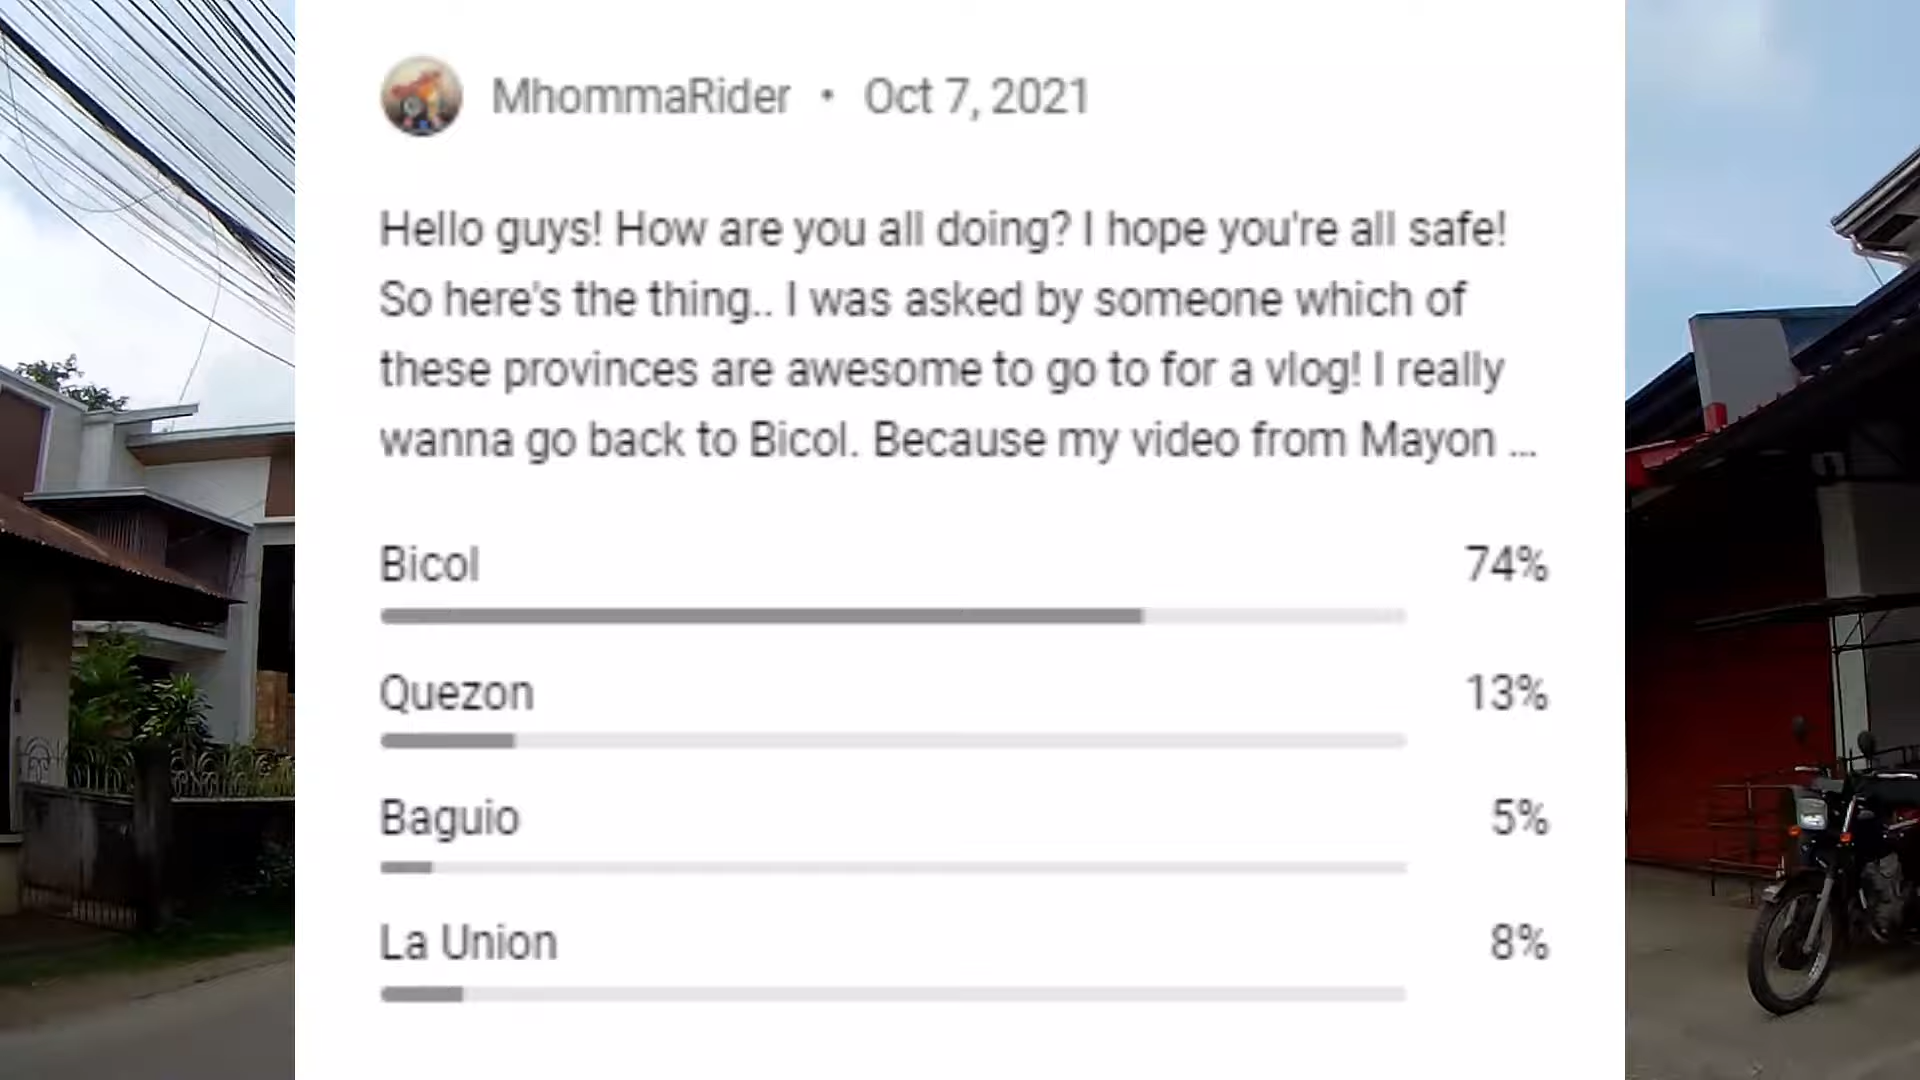 MhommaRider • Oct 7, 2021
Hello guys! How are you all doing? I hope you're all safe!
So here's the thing.. I was asked by someone which of
these provinces are awesome to go to for a vlog! I really
wanna go back to Bicol. Because my video from Mayon ...
Bicol 74%
Quezon 13%
Baguio 5%
La Union 8%